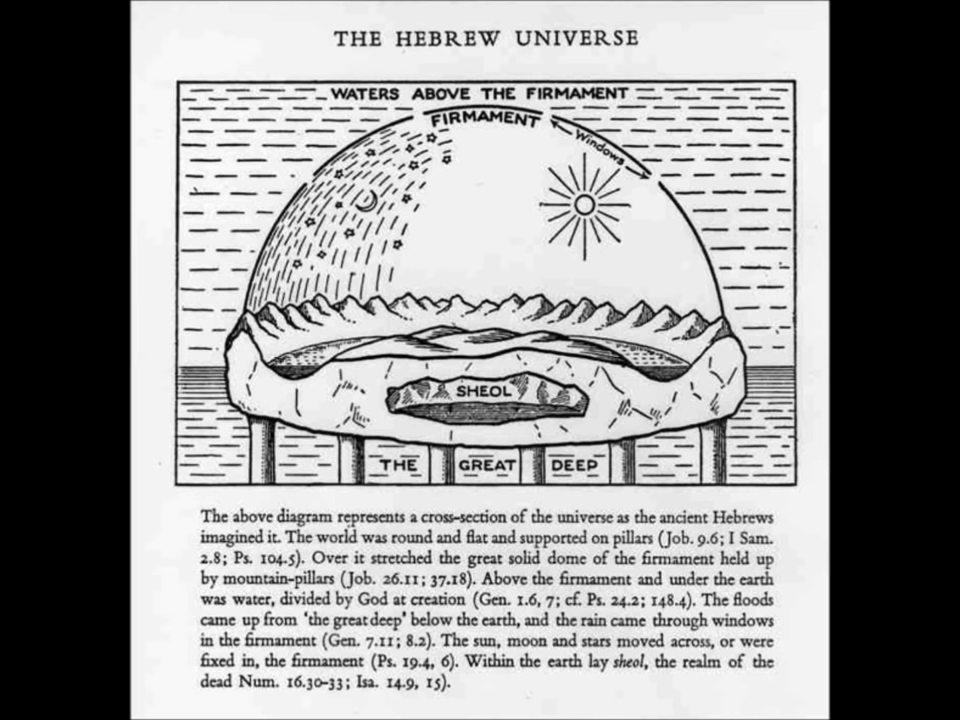 THE HEBREW UNIVERSE
WATERS ABOVE THE FIRMAMENT
FIRMAMENT
Windows
SHEOL
THE GREAT DEEP
The above diagram represents a cross-section of the universe as the ancient Hebrews
imagined it. The world was round and flat and supported on pillars (Job. 9.6; I Sam.
2.8; Ps. 104.5). Over it stretched the great solid dome of the firmament held up
by mountain-pillars (Job. 26.11; 37.18). Above the firmament and under the earth
was water, divided by God at creation (Gen. 1.6, 7; cf. Ps. 24.2; 148.4). The floods
came up from 'the great deep' below the earth, and the rain came through windows
in the firmament (Gen. 7.11; 8.2). The sun, moon and stars moved across, or were
fixed in, the firmament (Ps. 19.4, 6). Within the earth lay sheol, the realm of the
dead Num. 16.30-33; Isa. 14.9, 15).